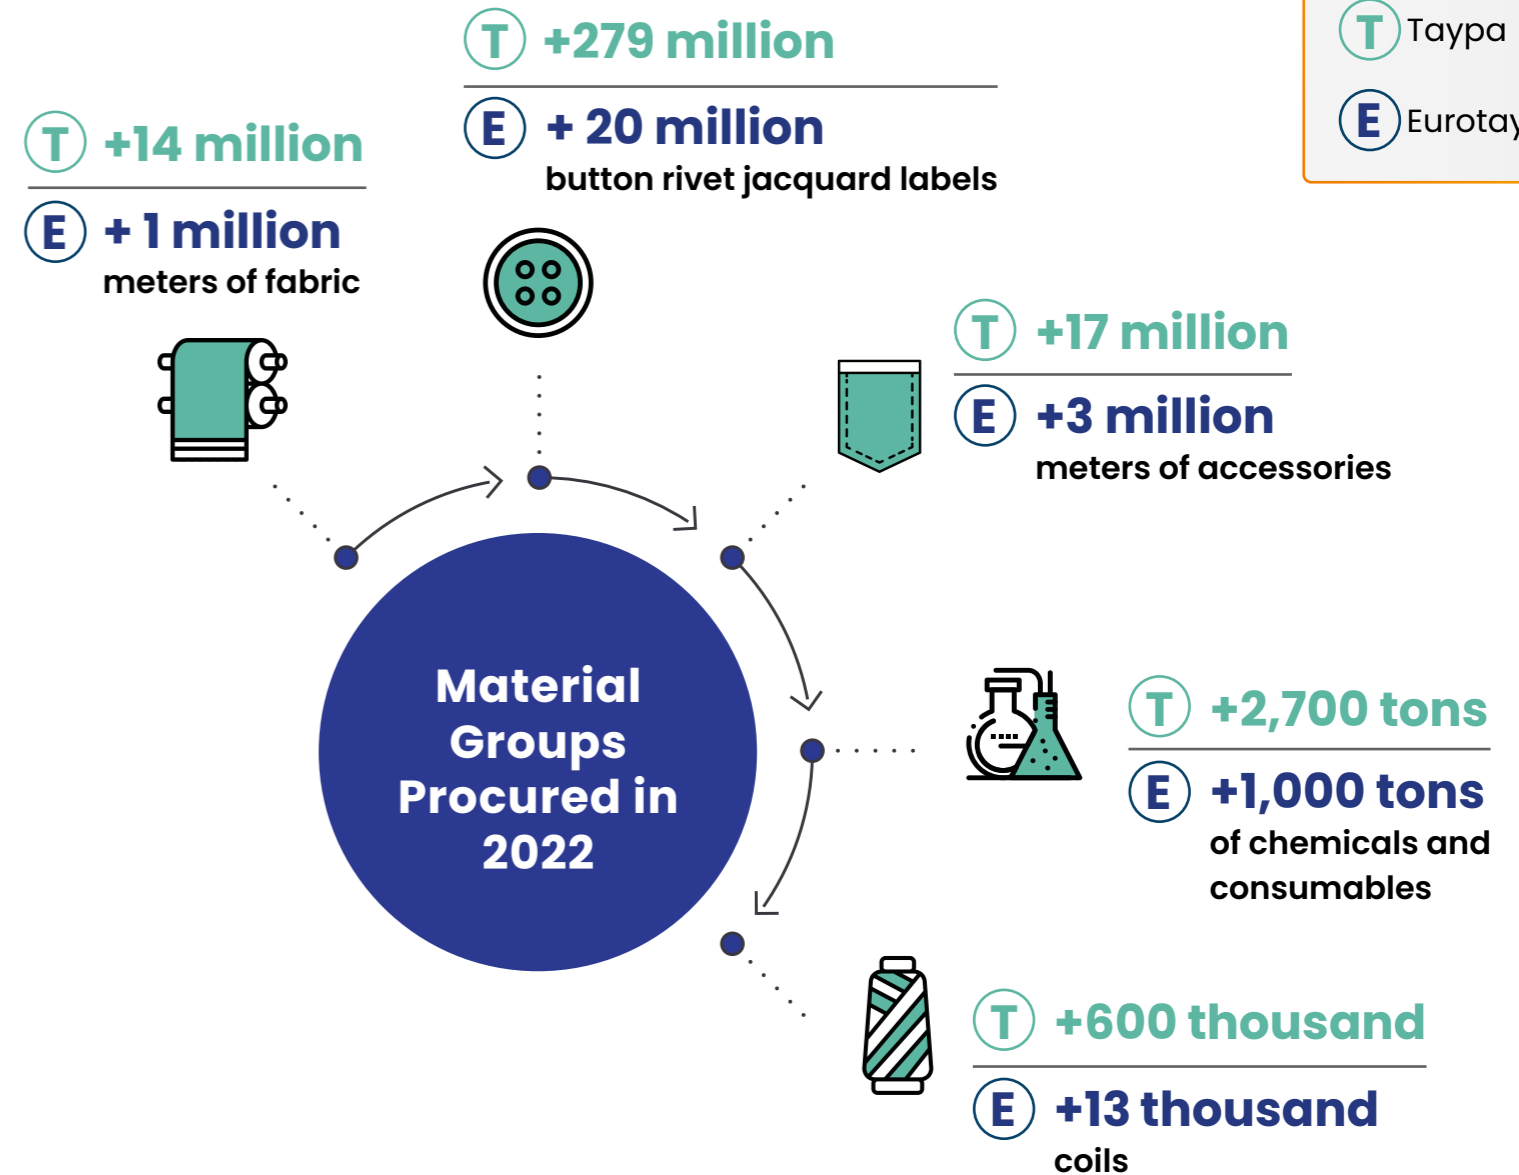 T Taypa
E Eurotay
T +279 million
E + 20 million
button rivet jacquard labels
T +14 million
E + 1 million
meters of fabric
T +17 million
E +3 million
meters of accessories
Material
Groups
Procured in
2022
T +2,700 tons
E +1,000 tons
of chemicals and
consumables
T +600 thousand
E +13 thousand
coils